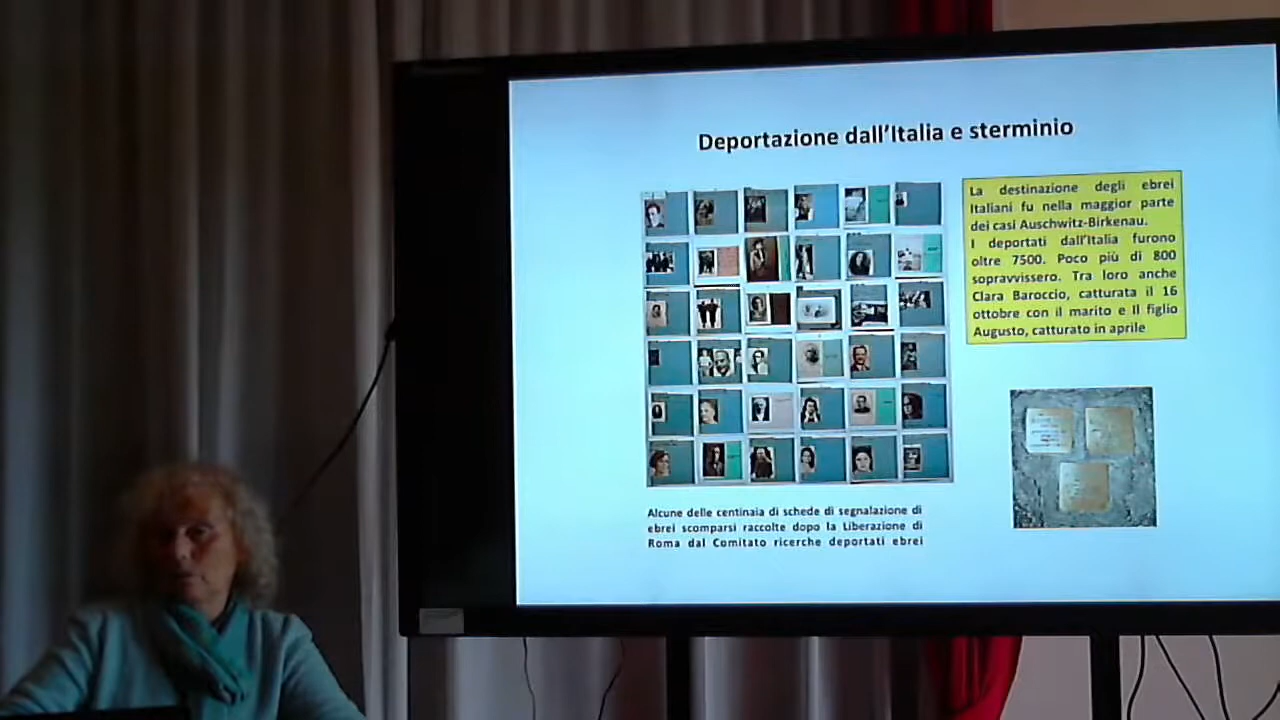 Deportazione dall'Italia e sterminio
La destinazione degli ebrei
Italiani fu nella maggior parte
dei casi Auschwitz-Birkenau.
I deportati dall'Italia furono
oltre 7500. Poco più di 800
sopravvissero. Tra loro anche
Clara Baroccio, catturata il 16
ottobre con il marito e Il figlio
Augusto, catturato in aprile
Alcune delle centinaia di schede di segnalazione di
ebrei scomparsi raccolte dopo la Liberazione di
Roma dal Comitato ricerche deportati ebrei